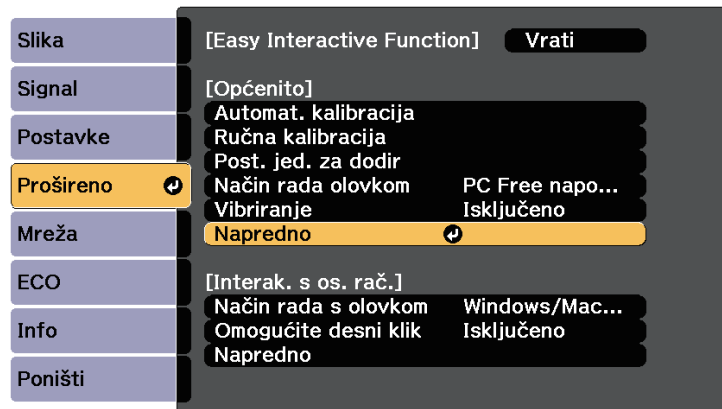 Slika
Signal
Postavke
Prošireno
Mreža
ECO
Info
Poništi
[Easy Interactive Function] Vrati
[Općenito]
Automat. kalibracija
Ručna kalibracija
Post. jed. za dodir
Način rada olovkom PC Free napo...
Vibriranje Isključeno
Napredno
[Interak. s os. rač.]
Način rada s olovkom Windows/Mac...
Omogućite desni klik Isključeno
Napredno